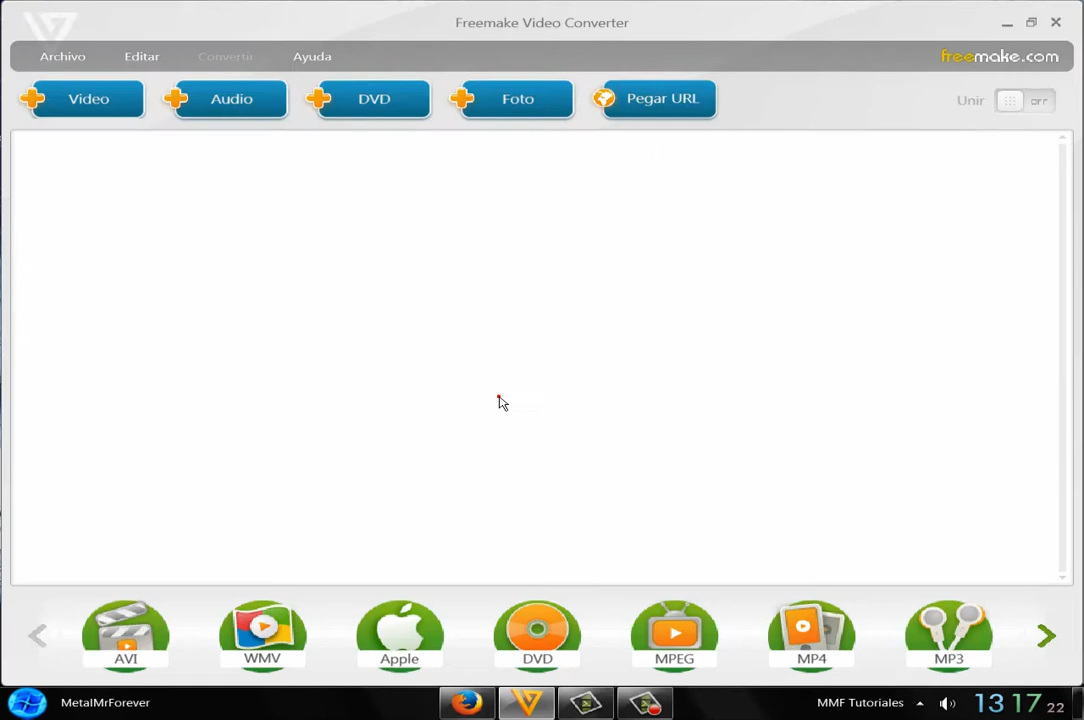 Freemake Video Converter
Archivo Editar Convertir Ayuda freemake.com
Video Audio DVD Foto Pegar URL Unir OFF
AVI WMV Apple DVD MPEG MP4 MP3
MetalMrForever MMF Tutoriales 13 17 22